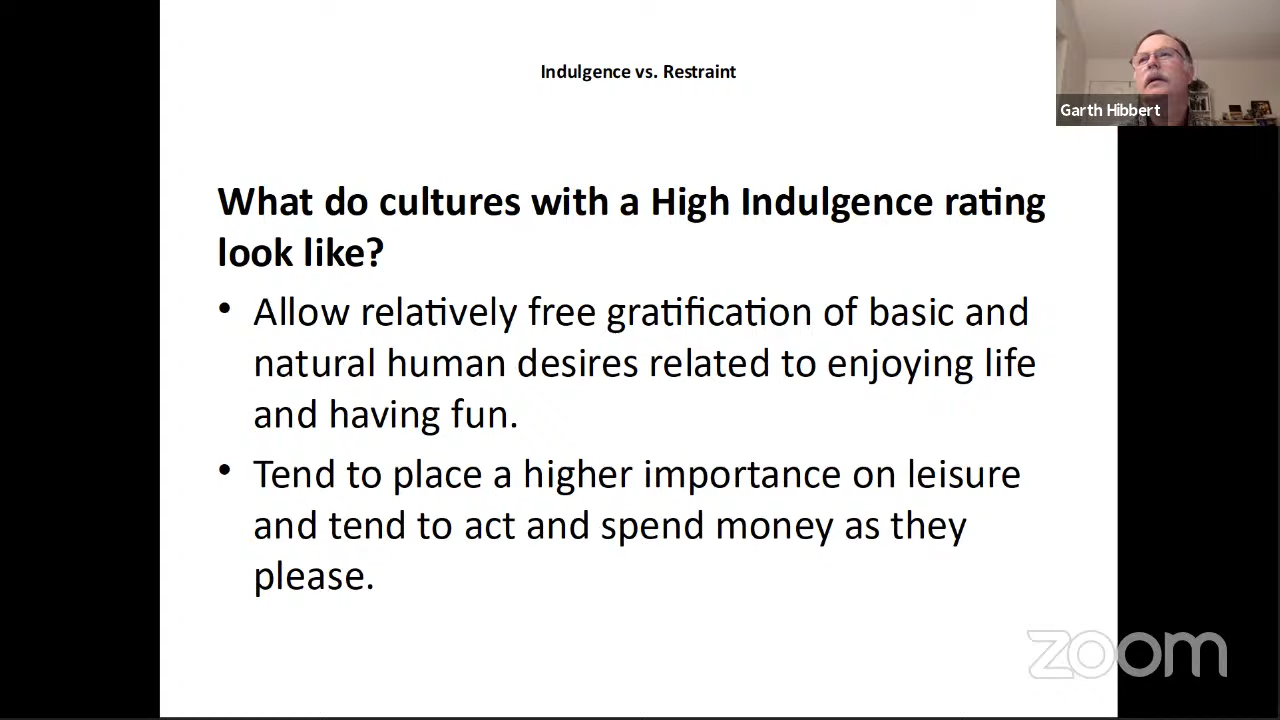 Indulgence vs. Restraint
Garth Hibbert
What do cultures with a High Indulgence rating
look like?
• Allow relatively free gratification of basic and
natural human desires related to enjoying life
and having fun.
• Tend to place a higher importance on leisure
and tend to act and spend money as they
please.
zoom